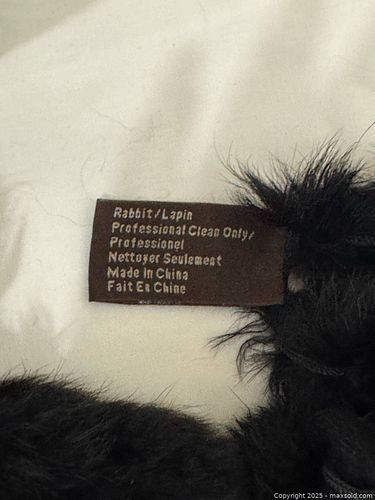 Rabbit/Lapin
Professional Clean Only/
Professionel
Nettoyer Seulement
Made In China
Fait En Chine
Copyright 2025 - maxsold.com